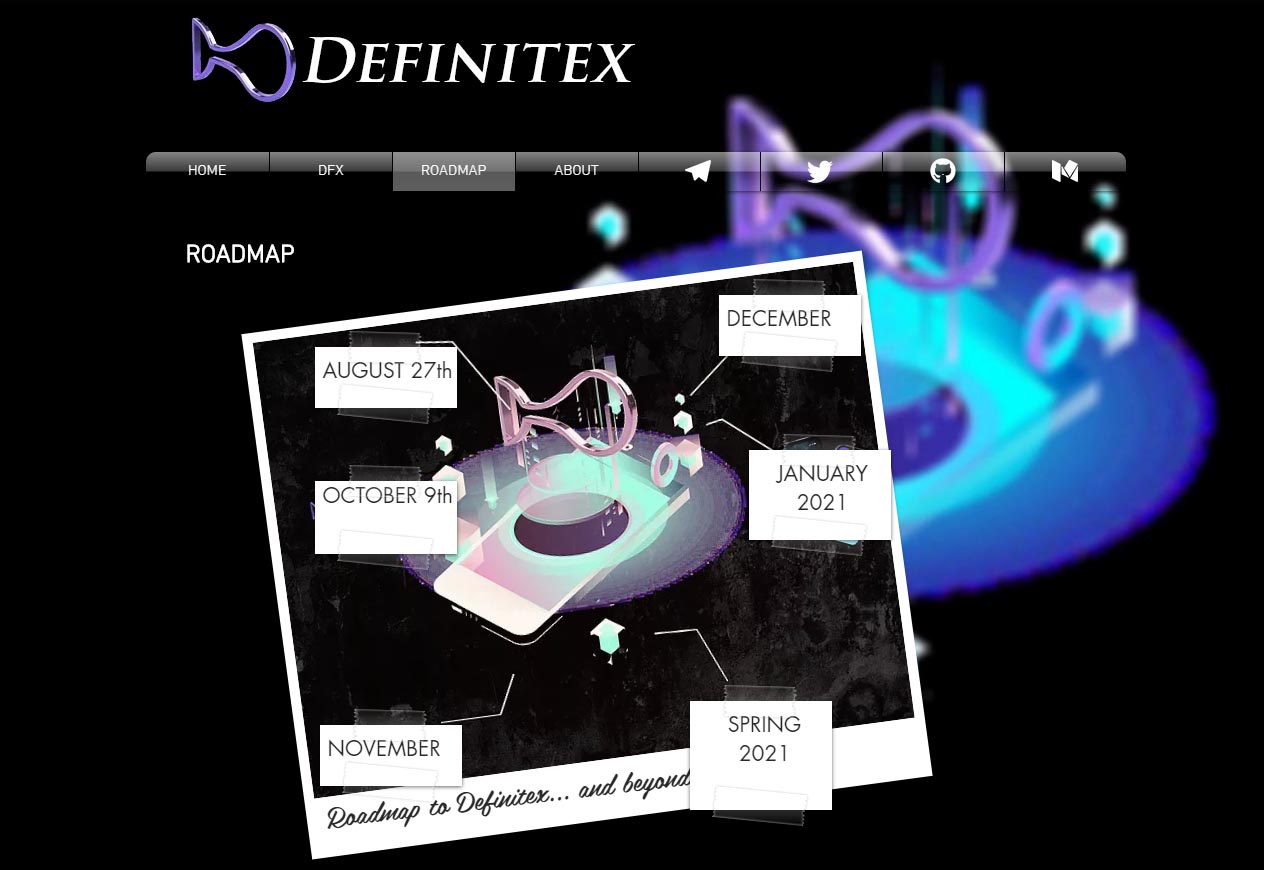 DEFINITEX
HOME
DFX
ROADMAP
ABOUT
ROADMAP
DECEMBER
AUGUST 27th
JANUARY
2021
OCTOBER 9th
SPRING
2021
NOVEMBER
Roadmap to Definitex... and beyond